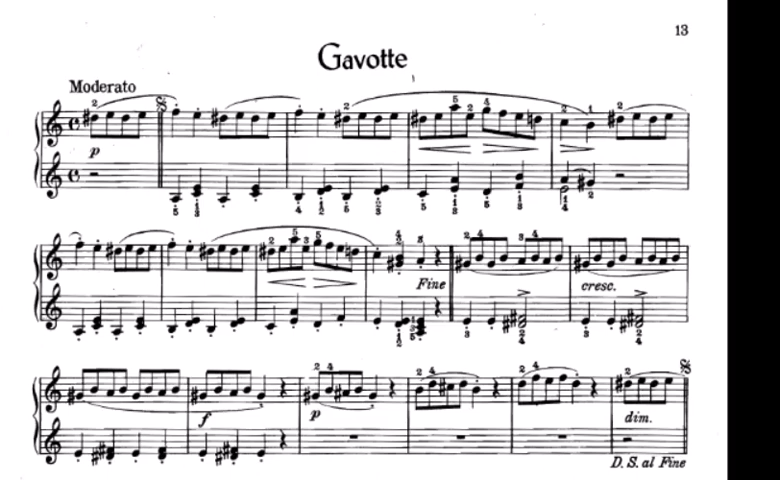 13
Gavotte
Moderato
p
Fine
cresc.
f
p
dim.
D. S. al Fine